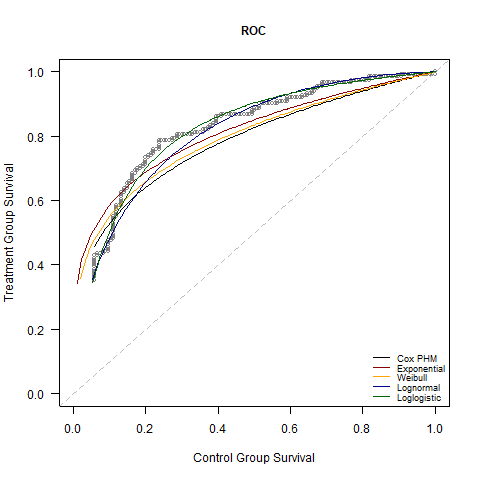 ROC
Treatment Group Survival
1.0
0.8
0.6
0.4
0.2
0.0
Cox PHM
Exponential
Weibull
Lognormal
Loglogistic
0.0 0.2 0.4 0.6 0.8 1.0
Control Group Survival